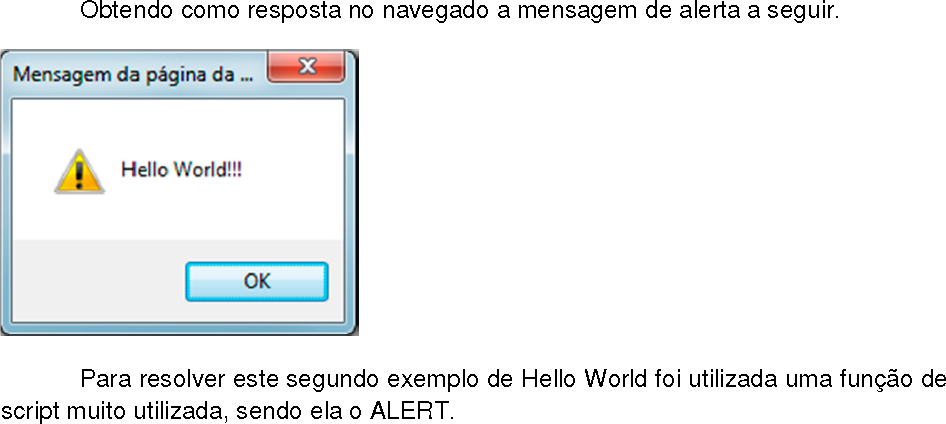 Obtendo como resposta no navegado a mensagem de alerta a seguir.
Mensagem da página da ...
Hello World!!!
OK
Para resolver este segundo exemplo de Hello World foi utilizada uma função de
script muito utilizada, sendo ela o ALERT.